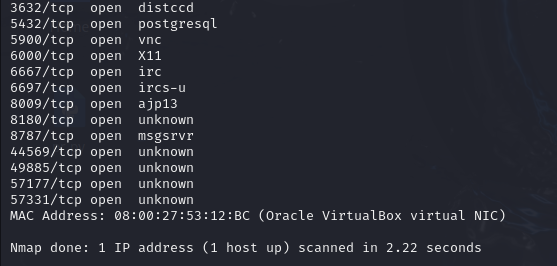 3632/tcp open distccd
5432/tcp open postgresql
5900/tcp open vnc
6000/tcp open X11
6667/tcp open irc
6697/tcp open ircs-u
8009/tcp open ajp13
8180/tcp open unknown
8787/tcp open msgsrvr
44569/tcp open unknown
49885/tcp open unknown
57177/tcp open unknown
57331/tcp open unknown
MAC Address: 08:00:27:53:12:BC (Oracle VirtualBox virtual NIC)
Nmap done: 1 IP address (1 host up) scanned in 2.22 seconds